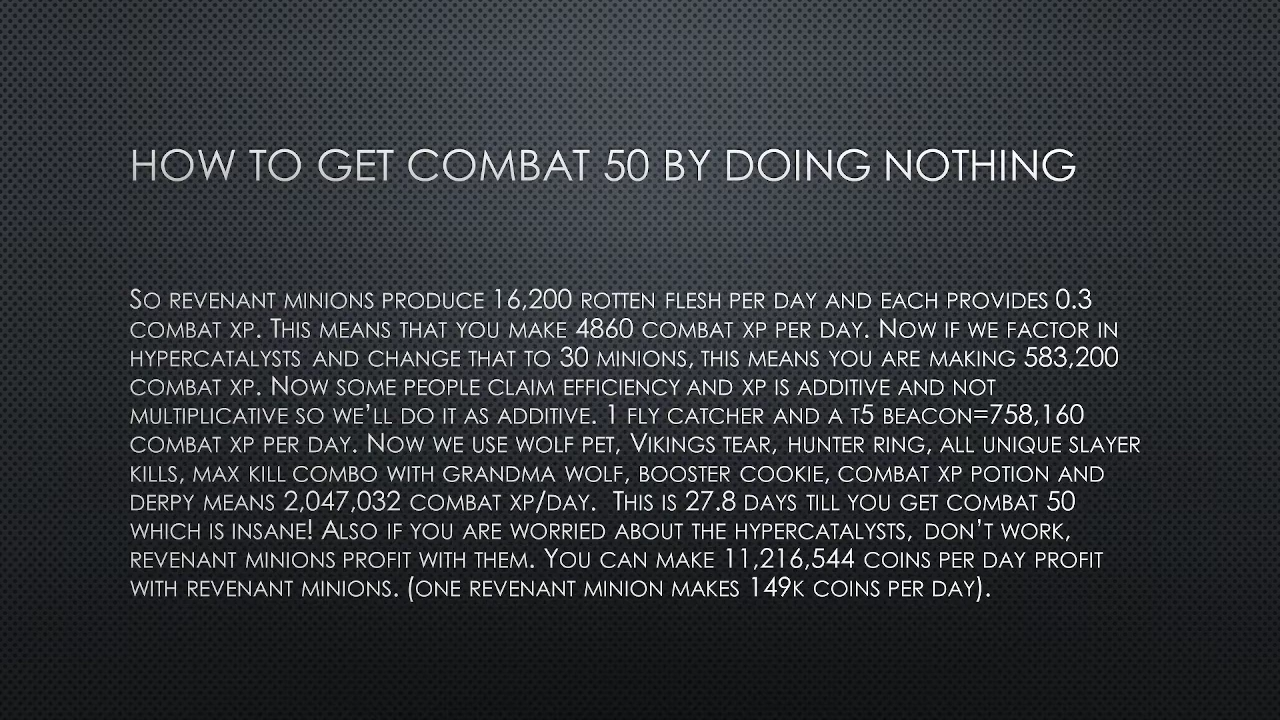 HOW TO GET COMBAT 50 BY DOING NOTHING
SO REVENANT MINIONS PRODUCE 16,200 ROTTEN FLESH PER DAY AND EACH PROVIDES 0.3
COMBAT XP. THIS MEANS THAT YOU MAKE 4860 COMBAT XP PER DAY. NOW IF WE FACTOR IN
HYPERCATALYSTS AND CHANGE THAT TO 30 MINIONS, THIS MEANS YOU ARE MAKING 583,200
COMBAT XP. NOW SOME PEOPLE CLAIM EFFICIENCY AND XP IS ADDITIVE AND NOT
MULTIPLICATIVE SO WE'LL DO IT AS ADDITIVE. 1 FLY CATCHER AND A T5 BEACON=758,160
COMBAT XP PER DAY. NOW WE USE WOLF PET, VIKINGS TEAR, HUNTER RING, ALL UNIQUE SLAYER
KILLS, MAX KILL COMBO WITH GRANDMA WOLF, BOOSTER COOKIE, COMBAT XP POTION AND
DERPY MEANS 2,047,032 COMBAT XP/DAY. THIS IS 27.8 DAYS TILL YOU GET COMBAT 50
WHICH IS INSANE! ALSO IF YOU ARE WORRIED ABOUT THE HYPERCATALYSTS, DON'T WORK,
REVENANT MINIONS PROFIT WITH THEM. YOU CAN MAKE 11,216,544 COINS PER DAY PROFIT
WITH REVENANT MINIONS. (ONE REVENANT MINION MAKES 149K COINS PER DAY).